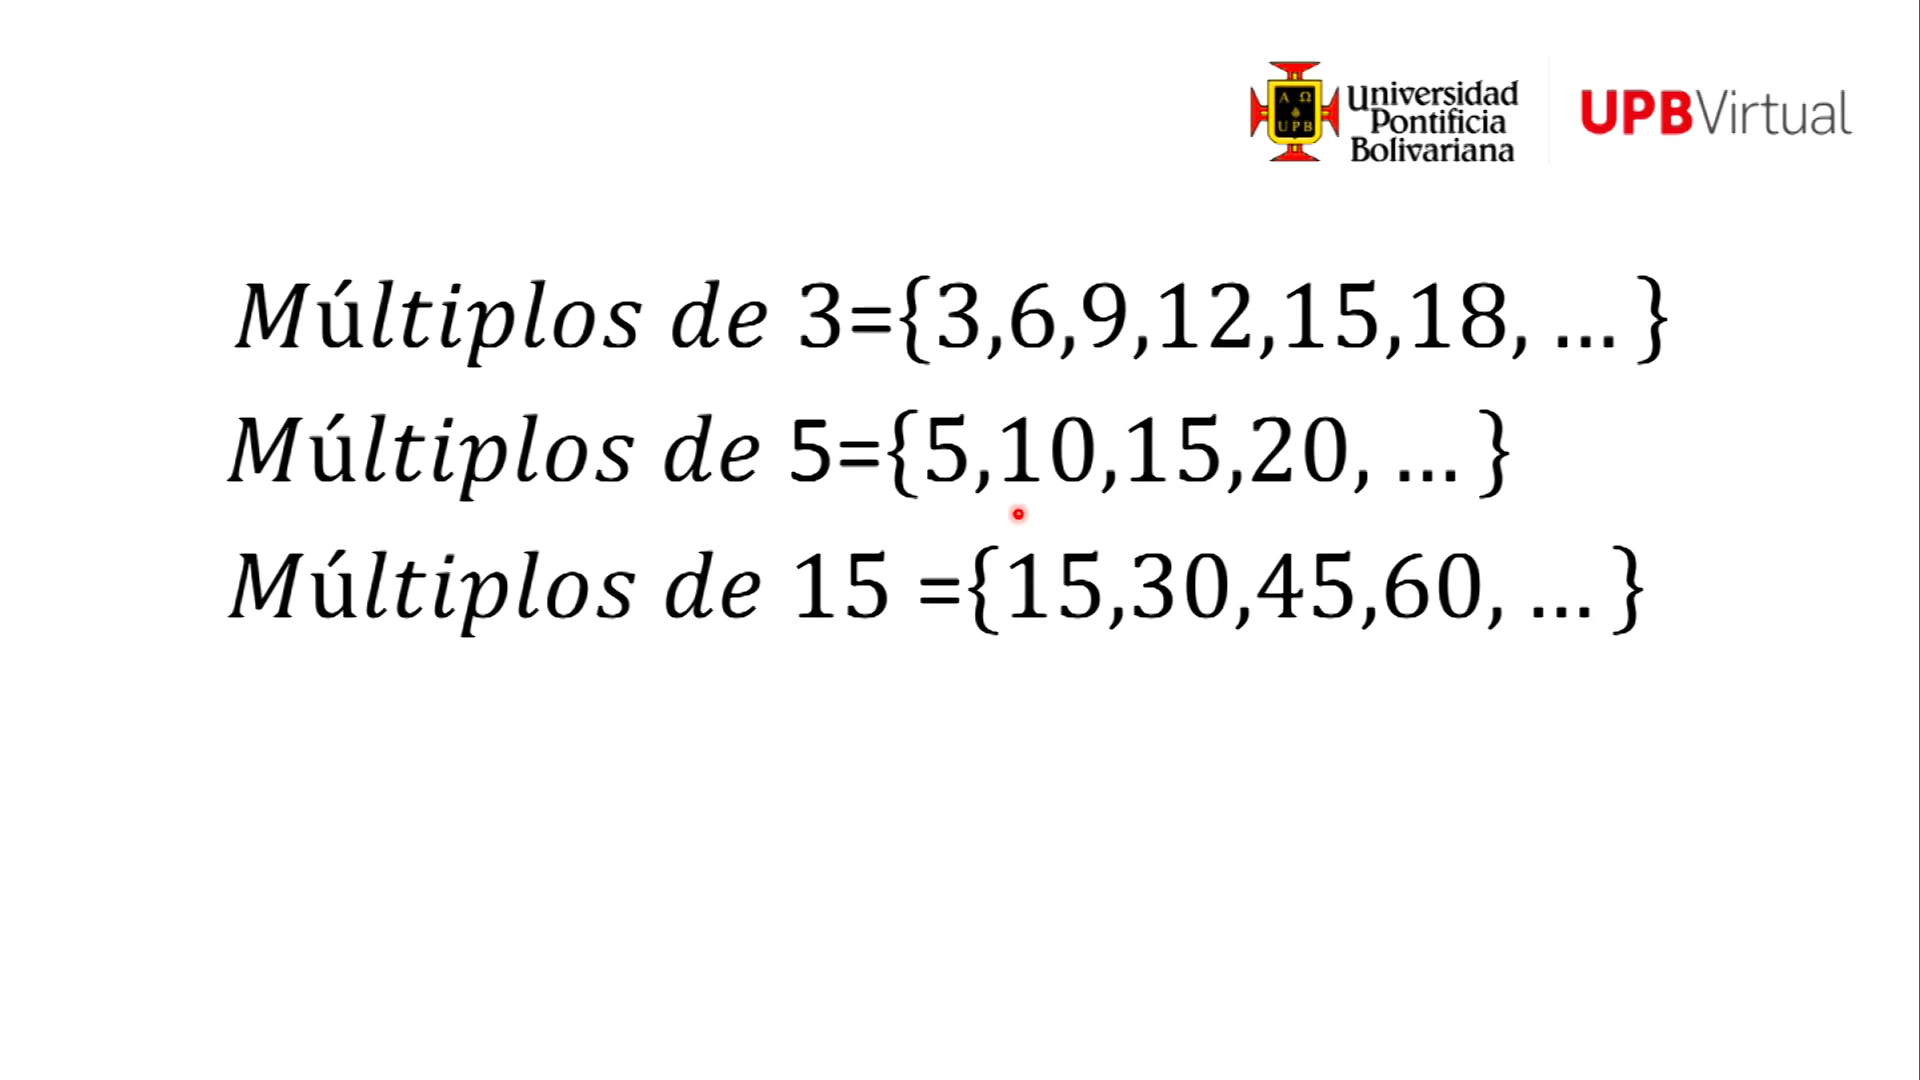 Universidad
Pontificia
Bolivariana
UPBVirtual
Α Ω
UPB
Múltiplos de 3={3,6,9,12,15,18, ... }
Múltiplos de 5={5,10,15,20, ... }
Múltiplos de 15 ={15,30,45,60, ... }